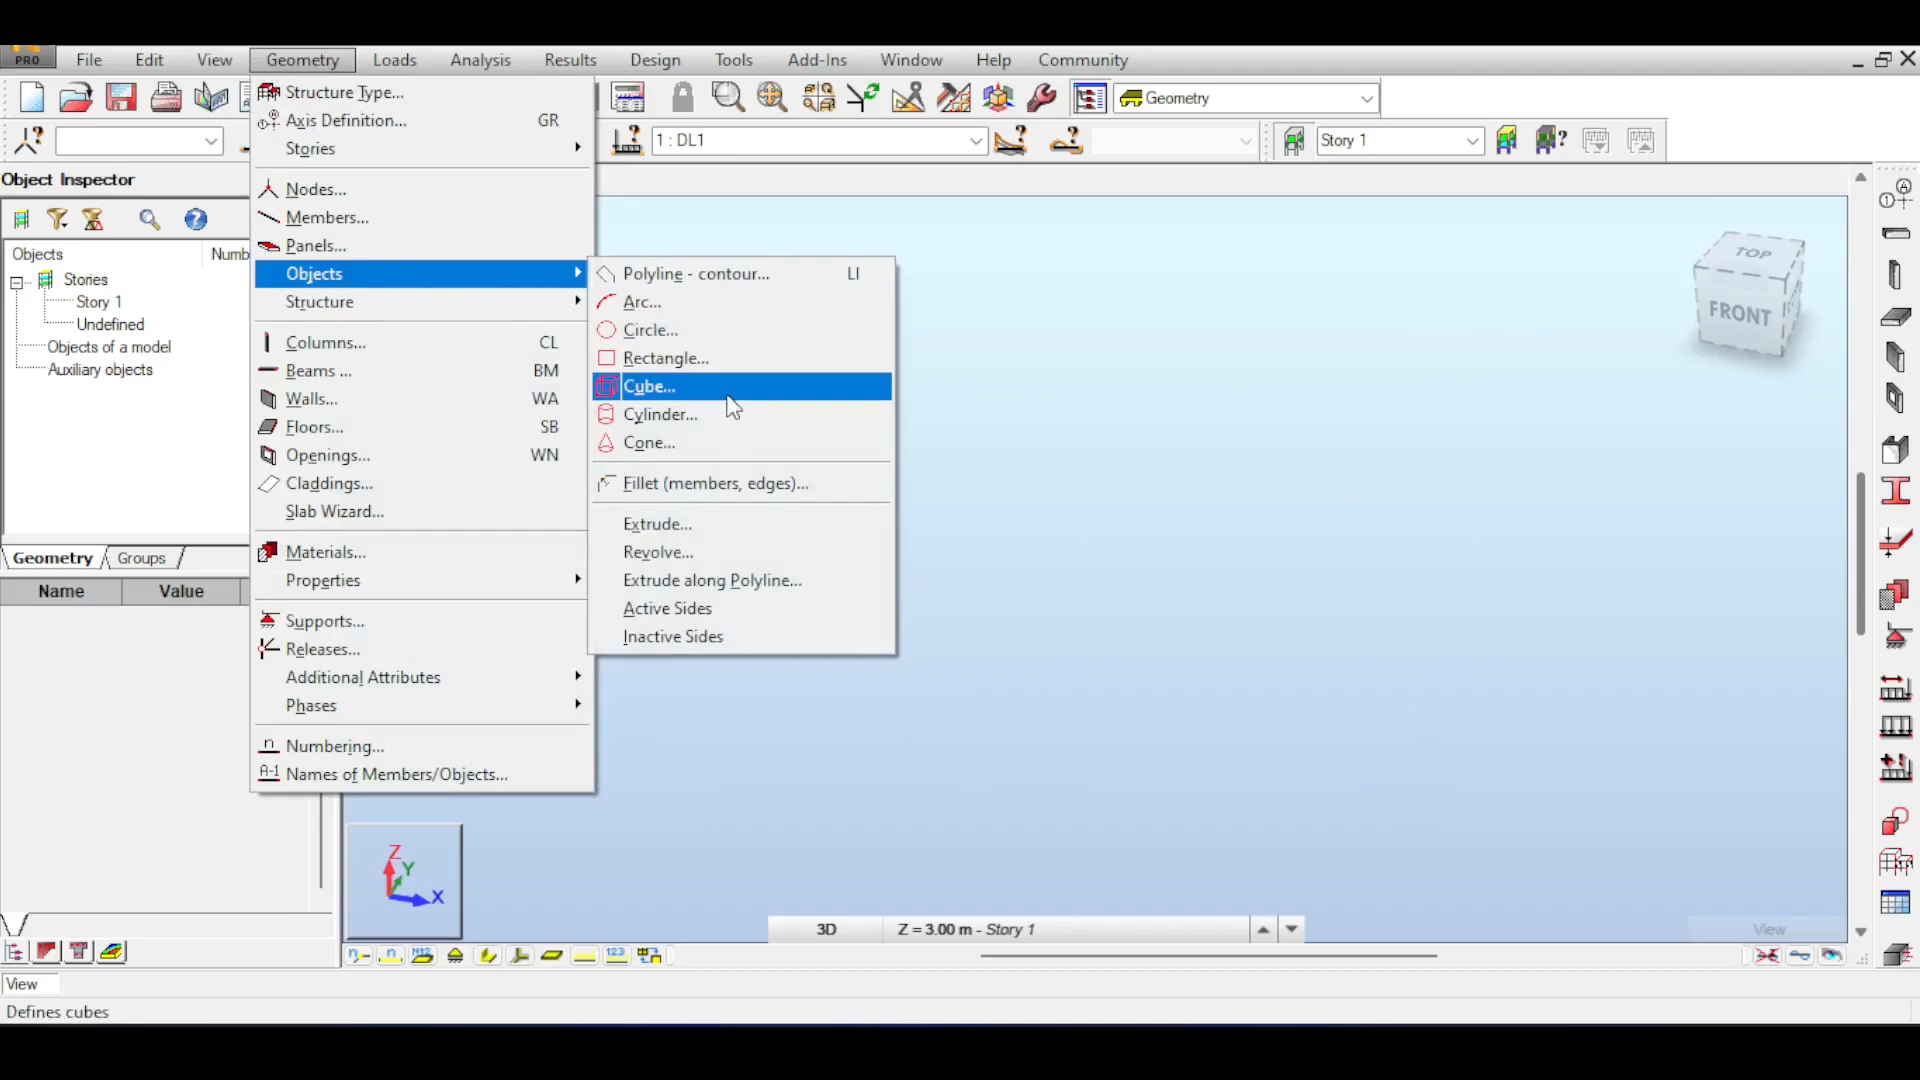 PRO File Edit View Geometry Loads Analysis Results Design Tools Add-Ins Window Help Community
Geometry
1 : DL1
Story 1
Object Inspector
Objects Numb
Stories
Story 1
Undefined
Objects of a model
Auxiliary objects
Geometry Groups
Name Value
Structure Type...
Axis Definition... GR
Stories
Nodes...
Members...
Panels...
Objects
Structure
Columns... CL
Beams ... BM
Walls... WA
Floors... SB
Openings... WN
Claddings...
Slab Wizard...
Materials...
Properties
Supports...
Releases...
Additional Attributes
Phases
Numbering...
Names of Members/Objects...
Polyline - contour... LI
Arc...
Circle...
Rectangle...
Cube...
Cylinder...
Cone...
Fillet (members, edges)...
Extrude...
Revolve...
Extrude along Polyline...
Active Sides
Inactive Sides
TOP
FRONT
Z
Y
X
3D Z = 3.00 m - Story 1
View
View
Defines cubes